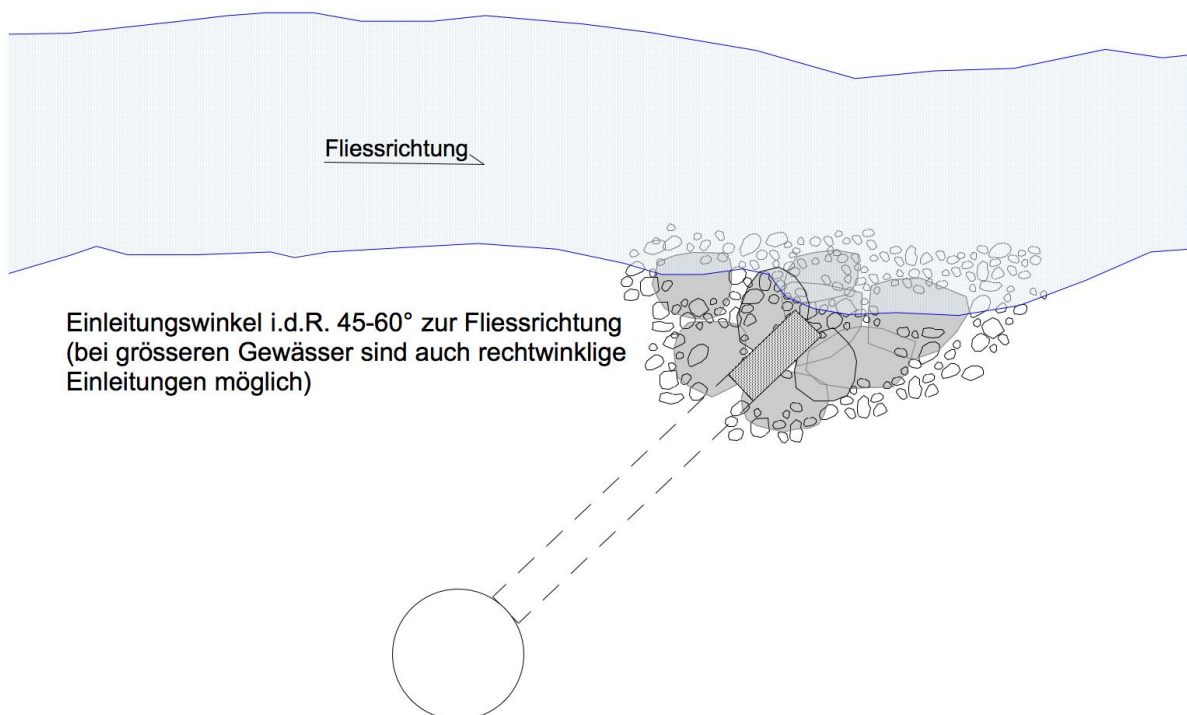 Fliessrichtung
Einleitungswinkel i.d.R. 45-60° zur Fliessrichtung
(bei grösseren Gewässer sind auch rechtwinklige
Einleitungen möglich)